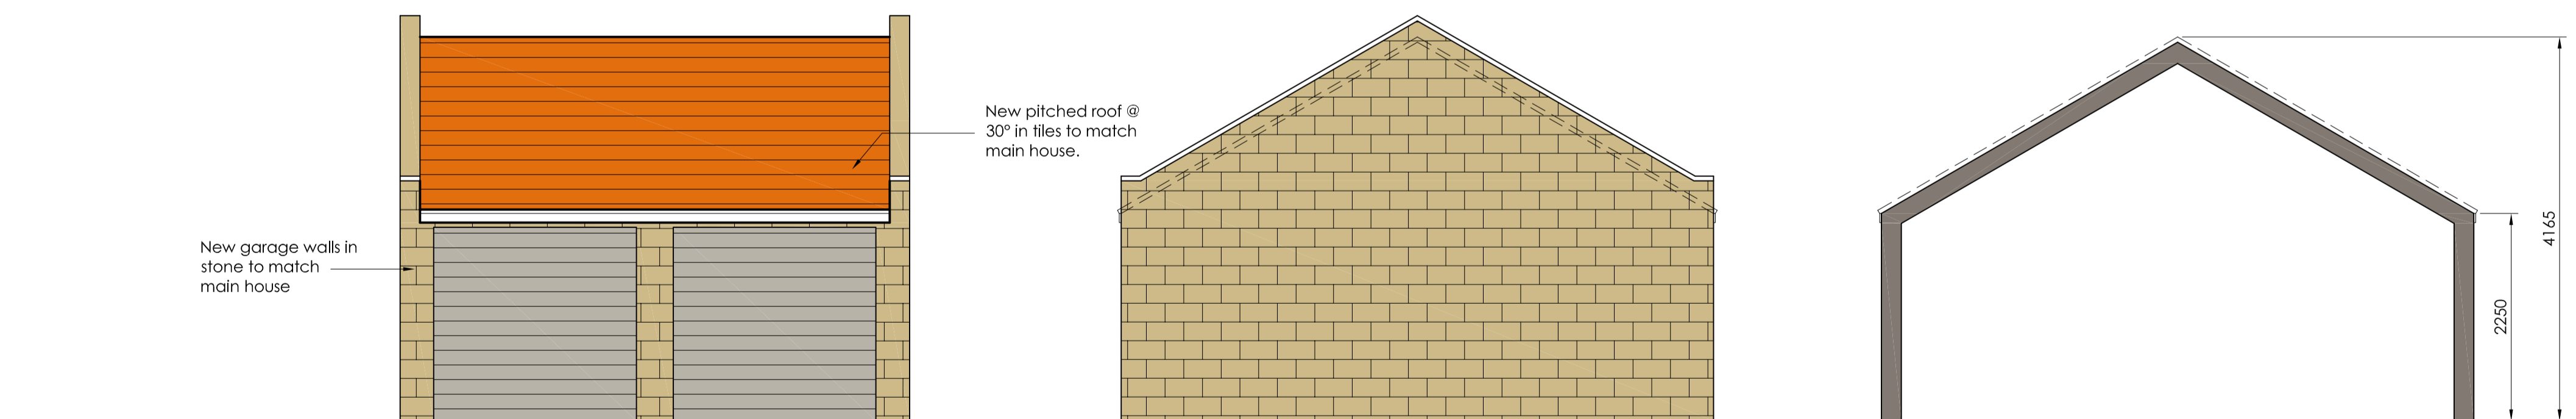 New pitched roof @
30° in tiles to match
main house.
New garage walls in
stone to match
main house
4165
2250